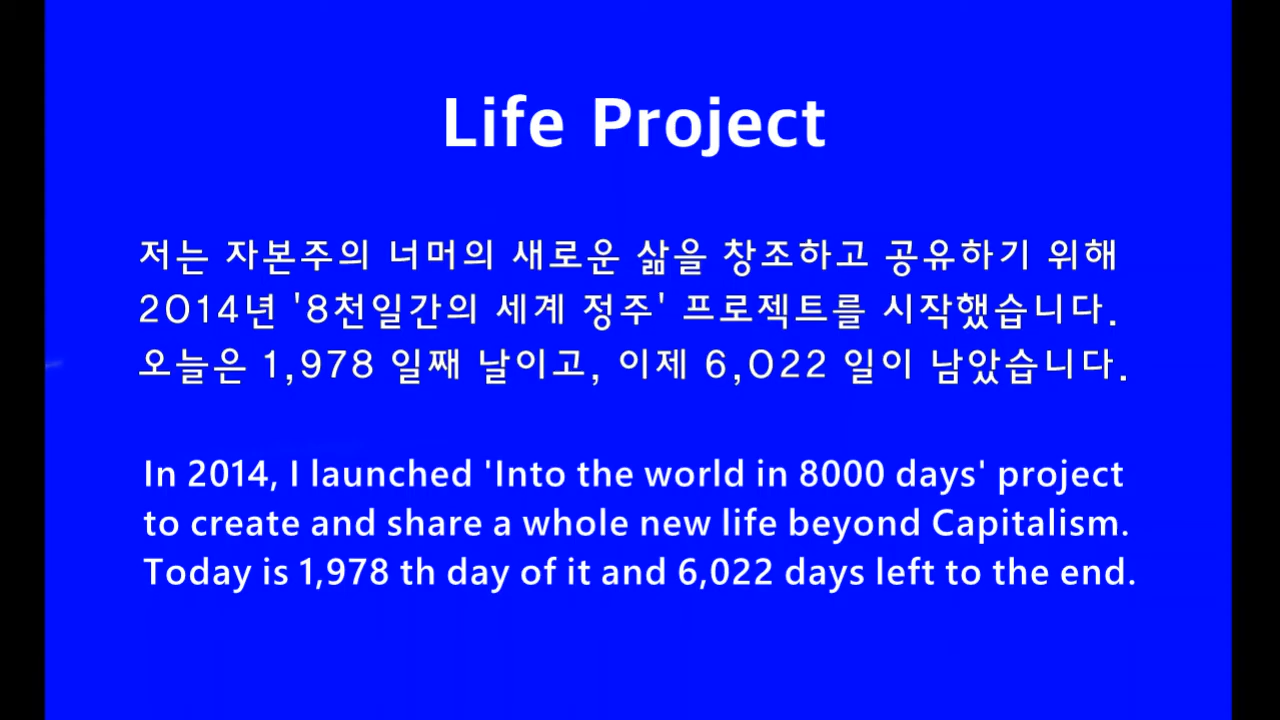 Life Project
저는 자본주의 너머의 새로운 삶을 창조하고 공유하기 위해
2014년 '8천일간의 세계 정주' 프로젝트를 시작했습니다.
오늘은 1,978 일째 날이고, 이제 6,022 일이 남았습니다.
In 2014, I launched 'Into the world in 8000 days' project
to create and share a whole new life beyond Capitalism.
Today is 1,978 th day of it and 6,022 days left to the end.